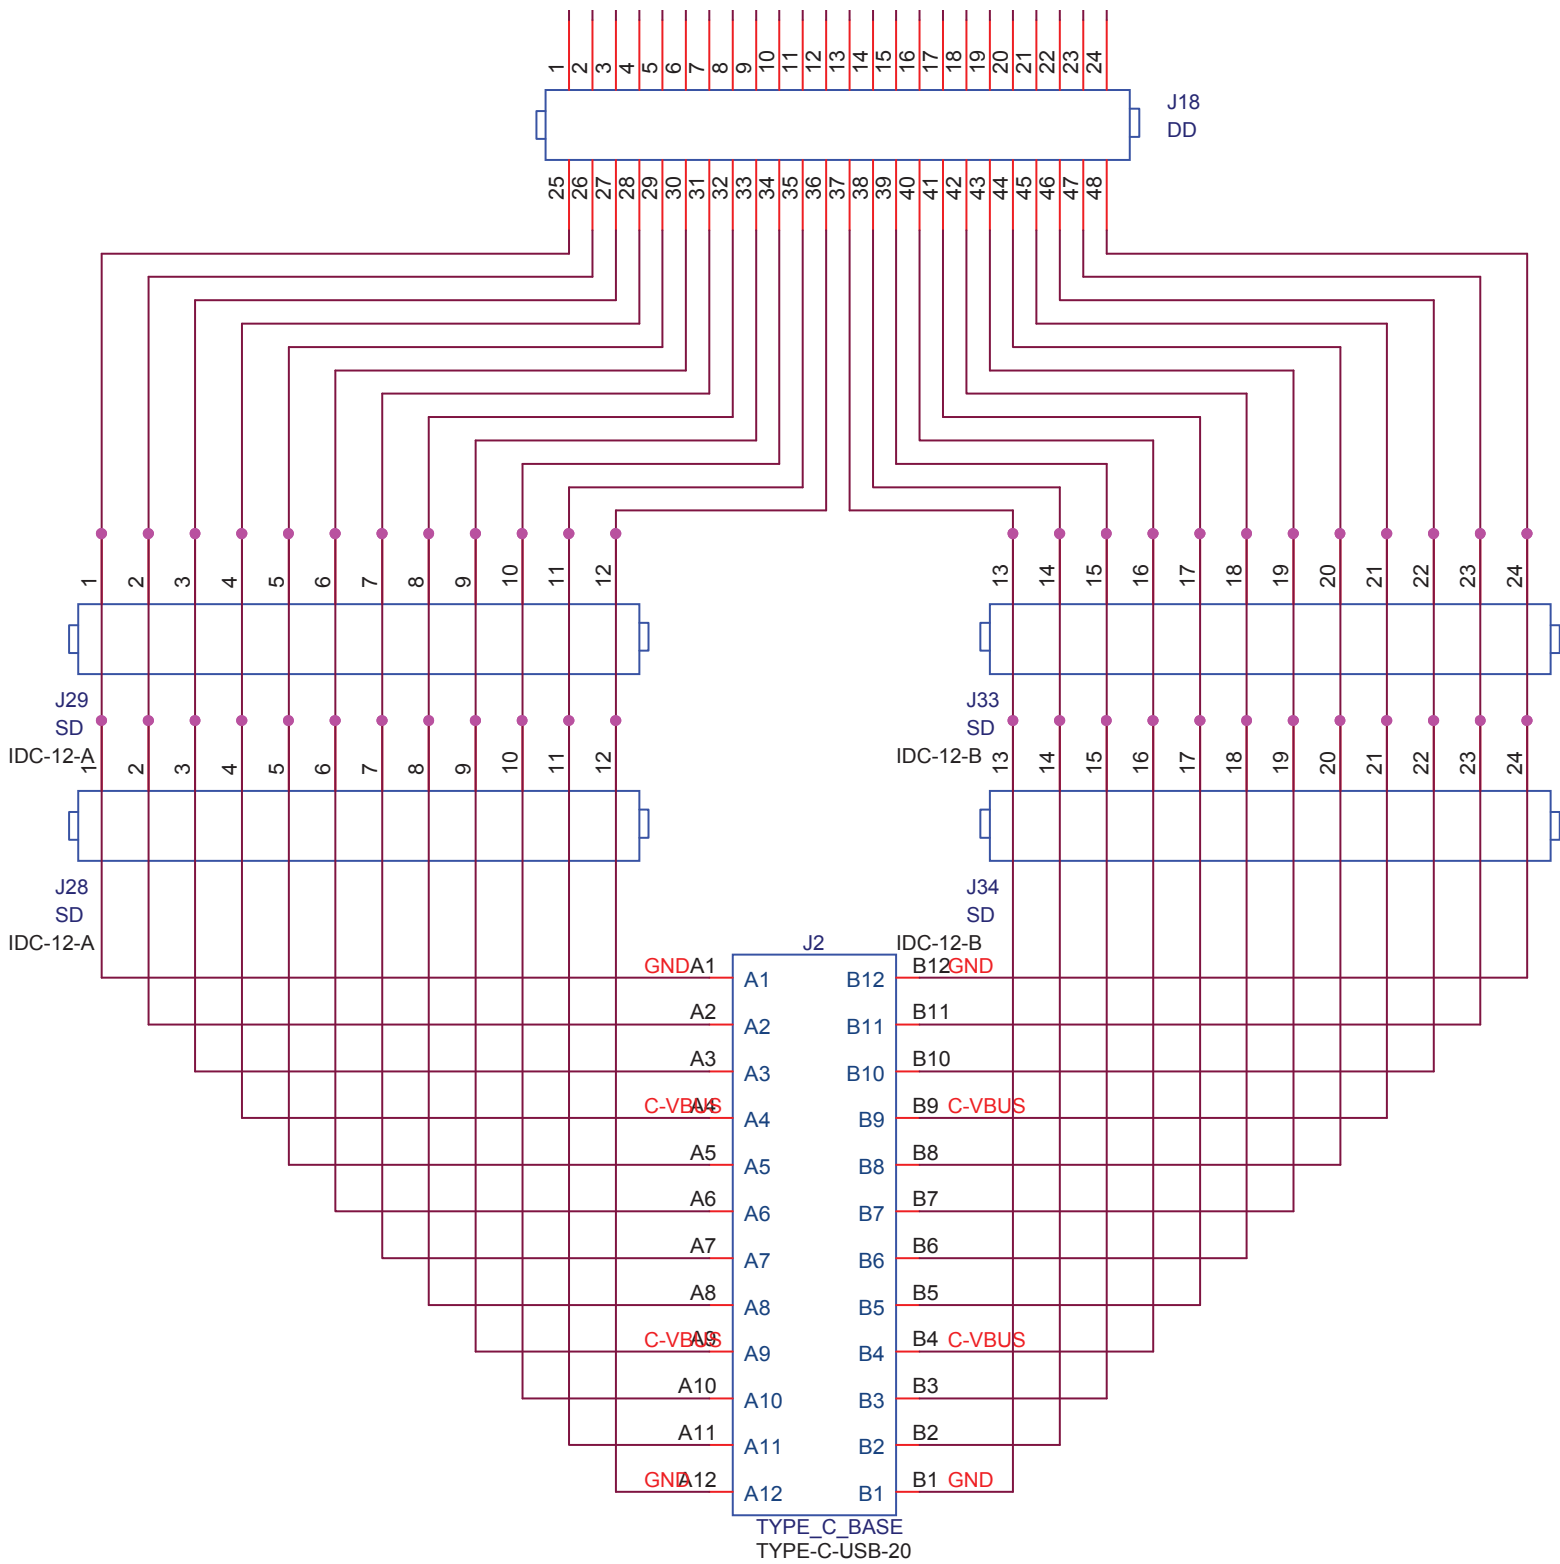 1 2 3 4 5 6 7 8 9 10 11 12 13 14 15 16 17 18 19 20 21 22 23 24
J18
DD
25 26 27 28 29 30 31 32 33 34 35 36 37 38 39 40 41 42 43 44 45 46 47 48
1 2 3 4 5 6 7 8 9 10 11 12
13 14 15 16 17 18 19 20 21 22 23 24
J29
SD
IDC-12-A
J33
SD
IDC-12-B
1 2 3 4 5 6 7 8 9 10 11 12
13 14 15 16 17 18 19 20 21 22 23 24
J28
SD
IDC-12-A
J34
SD
IDC-12-B
J2
GND A1 A1 B12 B12 GND
A2 A2 B11 B11
A3 A3 B10 B10
C-VBUS A4 A4 B9 B9 C-VBUS
A5 A5 B8 B8
A6 A6 B7 B7
A7 A7 B6 B6
A8 A8 B5 B5
C-VBUS A9 A9 B4 B4 C-VBUS
A10 A10 B3 B3
A11 A11 B2 B2
GND A12 A12 B1 B1 GND
TYPE_C_BASE
TYPE-C-USB-20